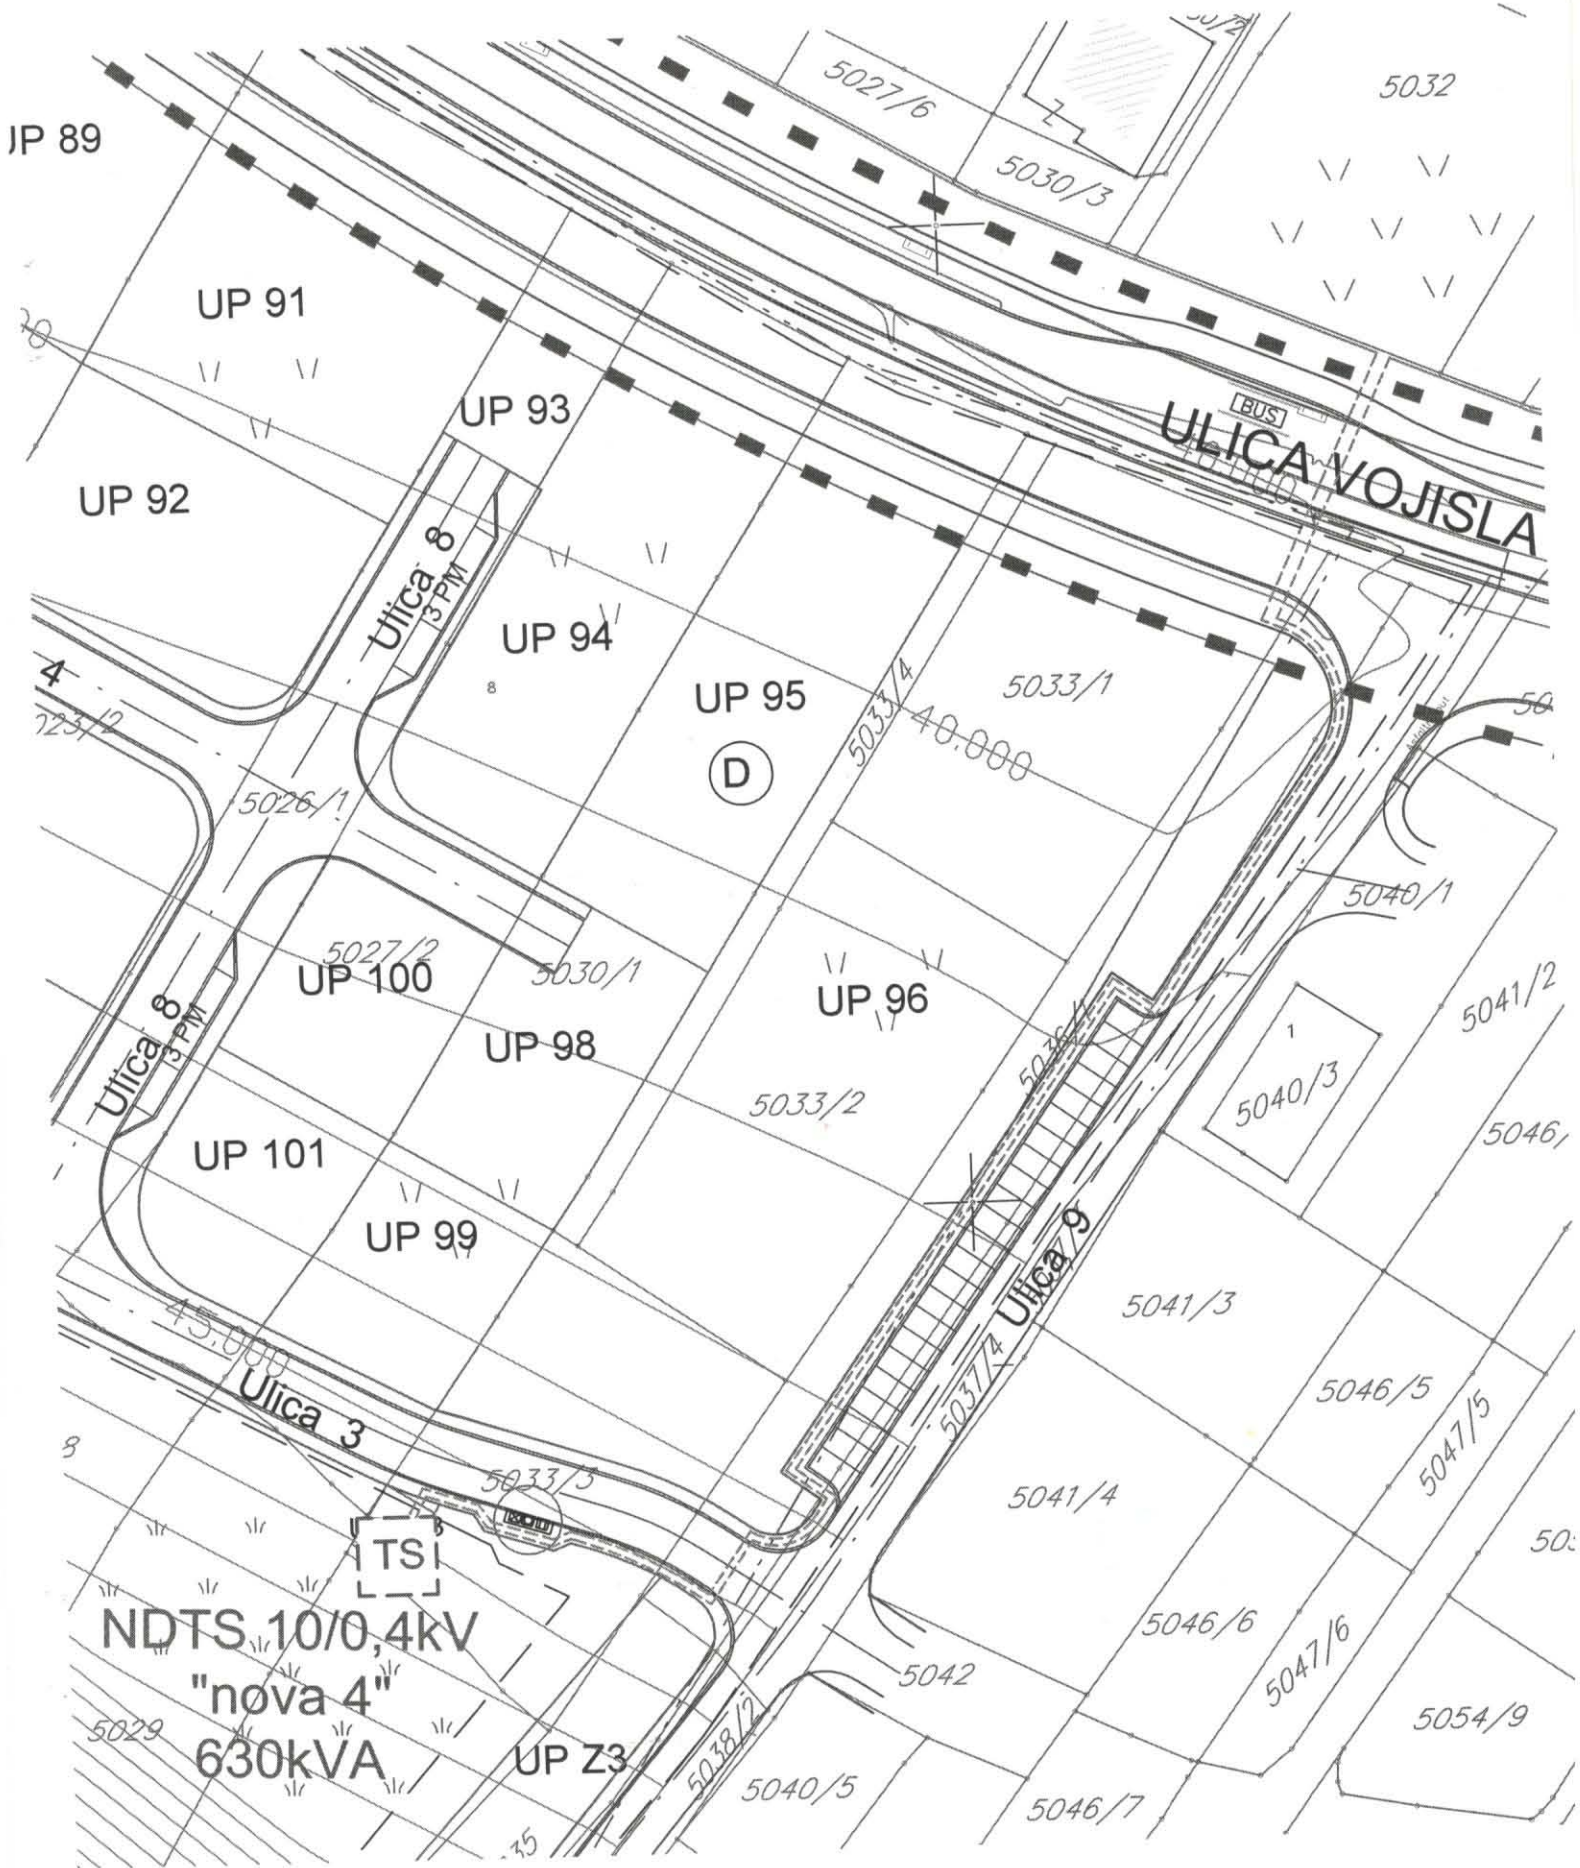 5027/6
5032
5030/3
UP 91
UP 93
BUS
ULICA VOJISLA
UP 92
Ulica 8
3 PM
UP 94
8
UP 95
D
5033/4
5033/1
40.000
4
5026/1
5040/1
5027/2
UP 100
5030/1
UP 96
5036/1
5041/2
1
5040/3
Ulica 8
3 PM
UP 98
5033/2
UP 101
UP 99
Ulica 9
5041/3
45.000
Ulica 3
5037/4
5046/5
5047/5
5033/3
5041/4
TS
NDTS 10/0,4kV
"nova 4"
630kVA
5029
UP Z3
5042
5046/6
5047/6
5038/2
5040/5
5046/7
5054/9